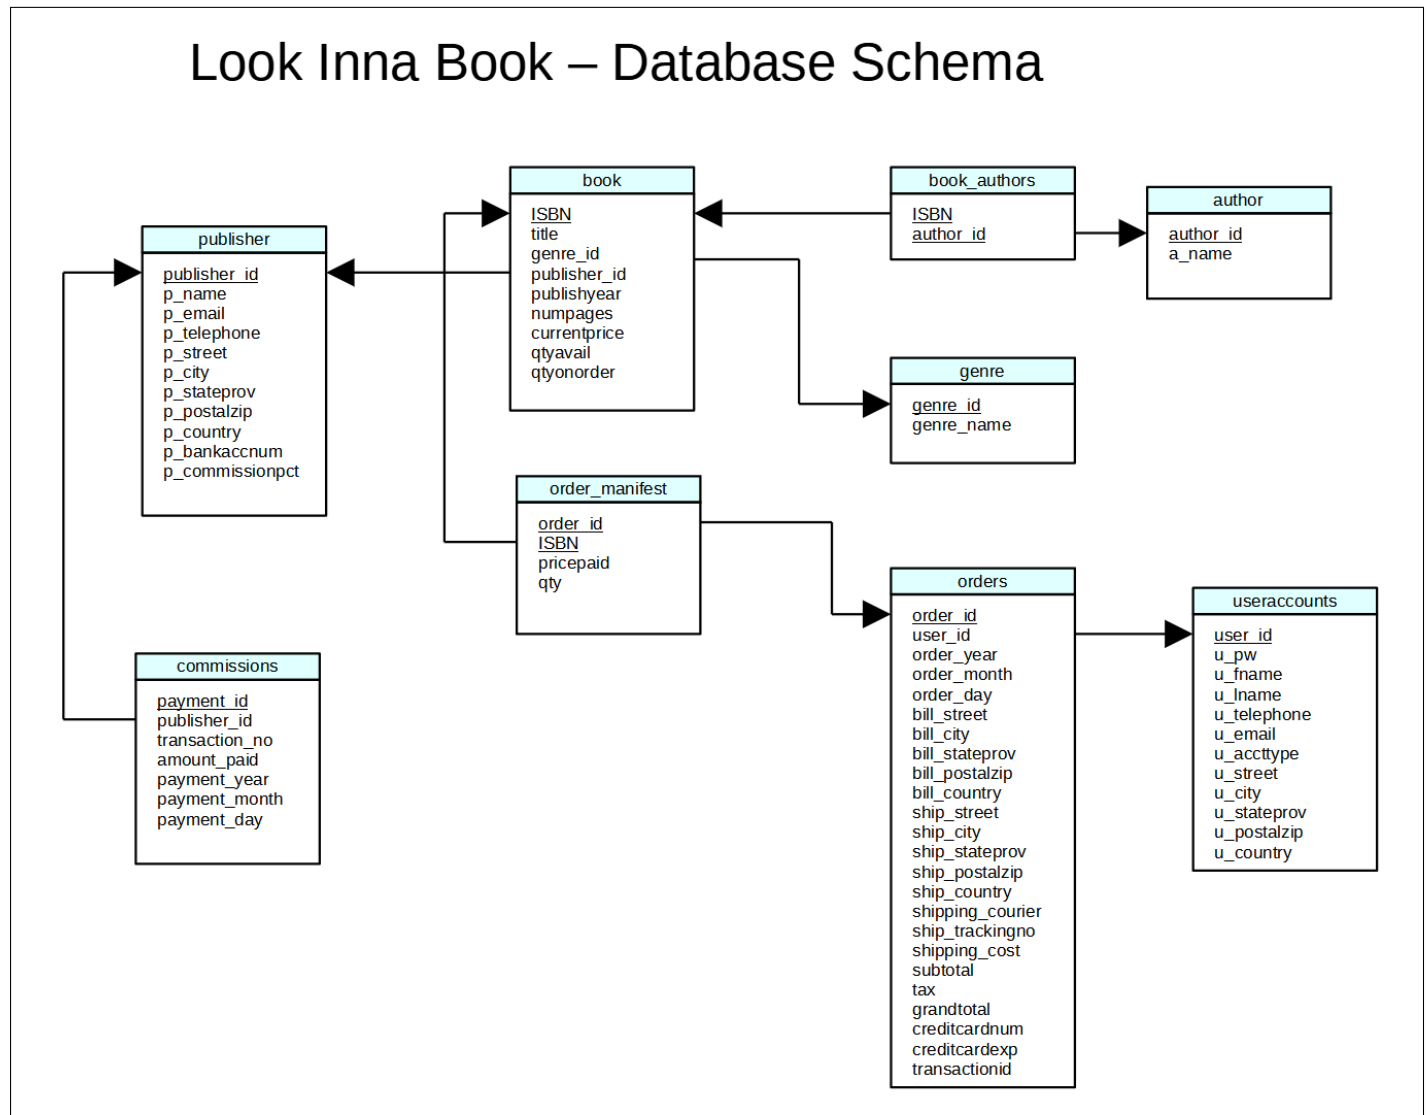 Look Inna Book – Database Schema
publisher
publisher_id
p_name
p_email
p_telephone
p_street
p_city
p_stateprov
p_postalzip
p_country
p_bankaccnum
p_commissionpct
book
ISBN
title
genre_id
publisher_id
publishyear
numpages
currentprice
qtyavail
qtyonorder
book_authors
ISBN
author_id
author
author_id
a_name
genre
genre_id
genre_name
order_manifest
order_id
ISBN
pricepaid
qty
commissions
payment_id
publisher_id
transaction_no
amount_paid
payment_year
payment_month
payment_day
orders
order_id
user_id
order_year
order_month
order_day
bill_street
bill_city
bill_stateprov
bill_postalzip
bill_country
ship_street
ship_city
ship_stateprov
ship_postalzip
ship_country
shipping_courier
ship_trackingno
shipping_cost
subtotal
tax
grandtotal
creditcardnum
creditcardexp
transactionid
useraccounts
user_id
u_pw
u_fname
u_lname
u_telephone
u_email
u_accttype
u_street
u_city
u_stateprov
u_postalzip
u_country